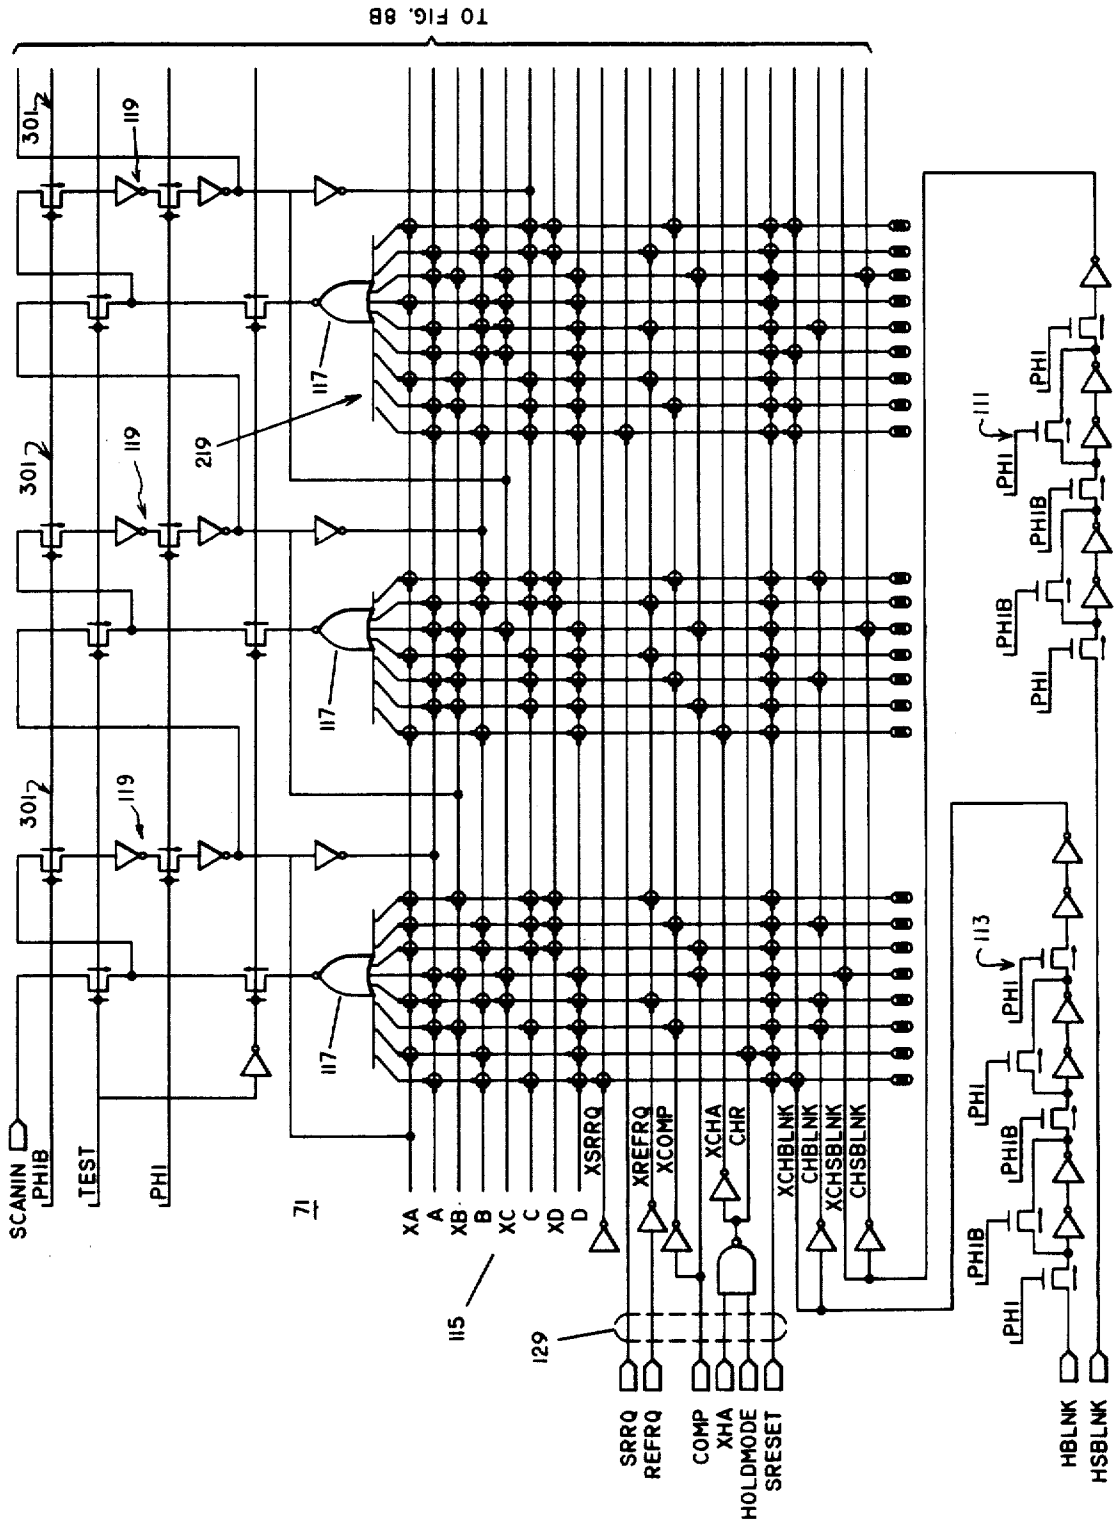 TO FIG. 8B
301
301
301
119
119
119
SCANIN
PHIB
TEST
PHI
71
117
117
117
219
XA
A
XB
B
XC
C
XD
D
115
XSRRQ
XREFRQ
XCOMP
XCHA
CHR
XCHBLNK
CHBLNK
XCHSBLNK
CHSBLNK
129
SRRQ
REFRQ
COMP
XHA
HOLDMODE
SRESET
HBLNK
HSBLNK
PHI
PHIB
PHIB
PHI
PHI
113
PHI
PHIB
PHIB
PHI
PHI
111